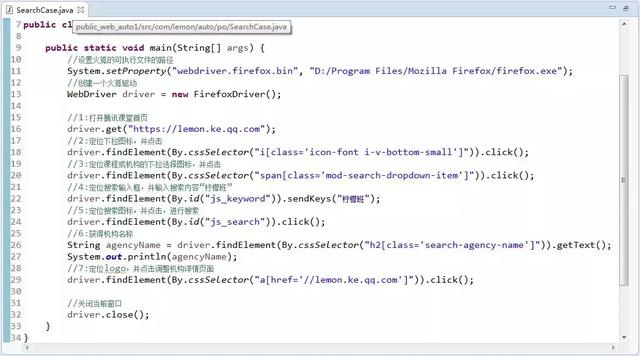 SearchCase.java
7 public cl public_web_auto1/src/com/lemon/auto/po/SearchCase.java
8
9 public static void main(String[] args) {
10 //设置火狐的可执行文件的路径
11 System.setProperty("webdriver.firefox.bin", "D:/Program Files/Mozilla Firefox/firefox.exe");
12 //创建一个火狐驱动
13 WebDriver driver = new FirefoxDriver();
14
15 //1:打开腾讯课堂首页
16 driver.get("https://lemon.ke.qq.com");
17 //2:定位下拉图标，并点击
18 driver.findElement(By.cssSelector("i[class='icon-font i-v-bottom-small']")).click();
19 //3:定位课程或机构的下拉选择图标，并点击
20 driver.findElement(By.cssSelector("span[class='mod-search-dropdown-item']")).click();
21 //4:定位搜索输入框，并输入搜索内容“柠檬班”
22 driver.findElement(By.id("js_keyword")).sendKeys("柠檬班");
23 //5:定位搜索图标，并点击，进行搜索
24 driver.findElement(By.id("js_search")).click();
25 //6:获得机构名称
26 String agencyName = driver.findElement(By.cssSelector("h2[class='search-agency-name']")).getText();
27 System.out.println(agencyName);
28 //7:定位logo，并点击调整机构详情页面
29 driver.findElement(By.cssSelector("a[href='//lemon.ke.qq.com']")).click();
30
31 //关闭当前窗口
32 driver.close();
33 }
34 }